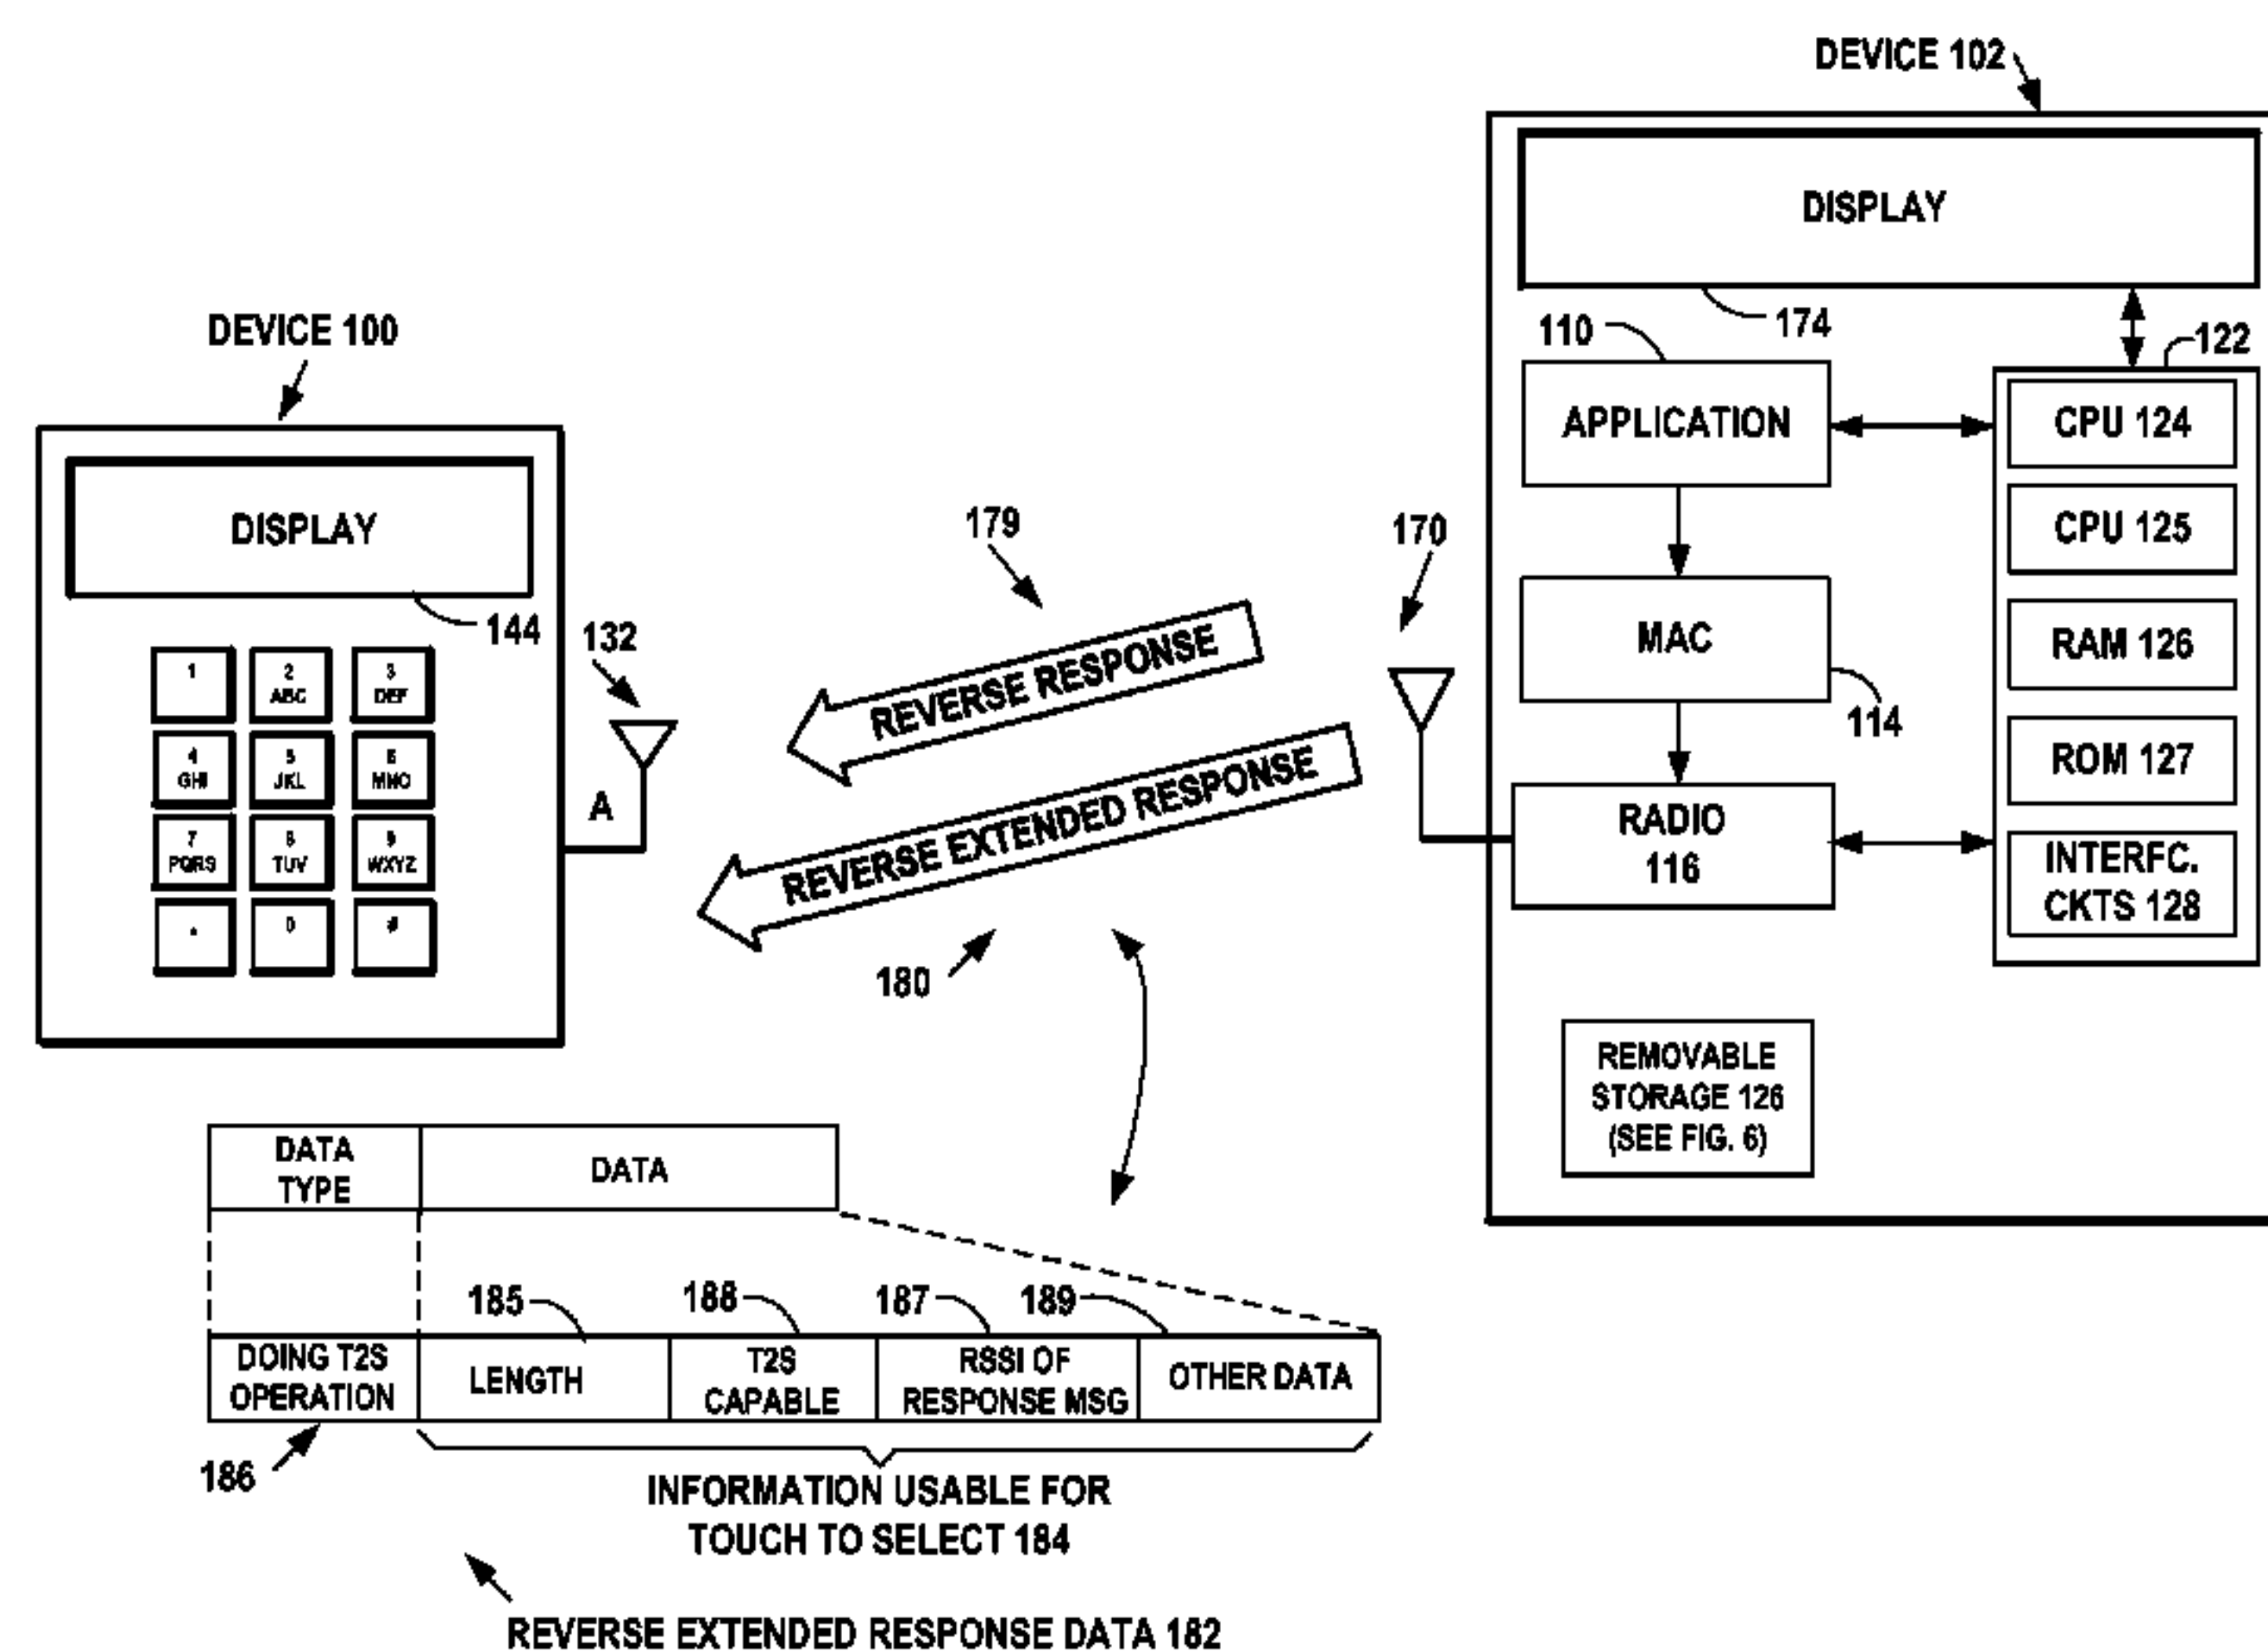 DEVICE 102
DISPLAY
174
110
122
APPLICATION
CPU 124
CPU 125
MAC
114
RAM 126
ROM 127
RADIO
116
INTERFC.
CKTS 128
REMOVABLE
STORAGE 126
(SEE FIG. 6)
170
DEVICE 100
DISPLAY
144
132
A
1
2
ABC
3
DEF
4
GHI
5
JKL
6
MNO
7
PQRS
8
TUV
9
WXYZ
*
0
#
179
REVERSE RESPONSE
REVERSE EXTENDED RESPONSE
180
DATA
TYPE
DATA
185
188
187
189
DOING T2S
OPERATION
LENGTH
T2S
CAPABLE
RSSI OF
RESPONSE MSG
OTHER DATA
186
INFORMATION USABLE FOR
TOUCH TO SELECT 184
REVERSE EXTENDED RESPONSE DATA 182